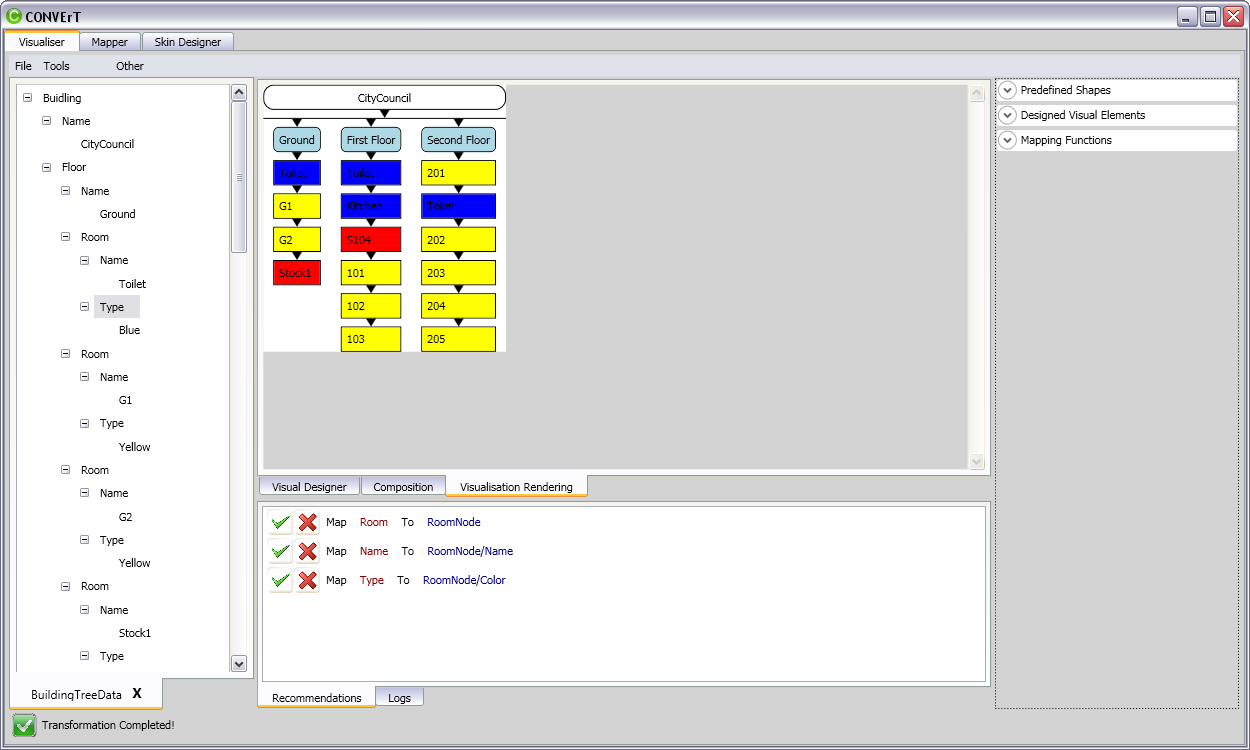 CONVErT
Visualiser Mapper Skin Designer
File Tools Other
Buidling
Name
CityCouncil
Floor
Name
Ground
Room
Name
Toilet
Type
Blue
Room
Name
G1
Type
Yellow
Room
Name
G2
Type
Yellow
Room
Name
Stock1
Type
BuildingTreeData X
CityCouncil
Ground First Floor Second Floor
Toilet Toilet 201
G1 Kitchen Toilet
G2 S104 202
Stock1 101 203
102 204
103 205
Visual Designer Composition Visualisation Rendering
Map Room To RoomNode
Map Name To RoomNode/Name
Map Type To RoomNode/Color
Recommendations Logs
Predefined Shapes
Designed Visual Elements
Mapping Functions
Transformation Completed!